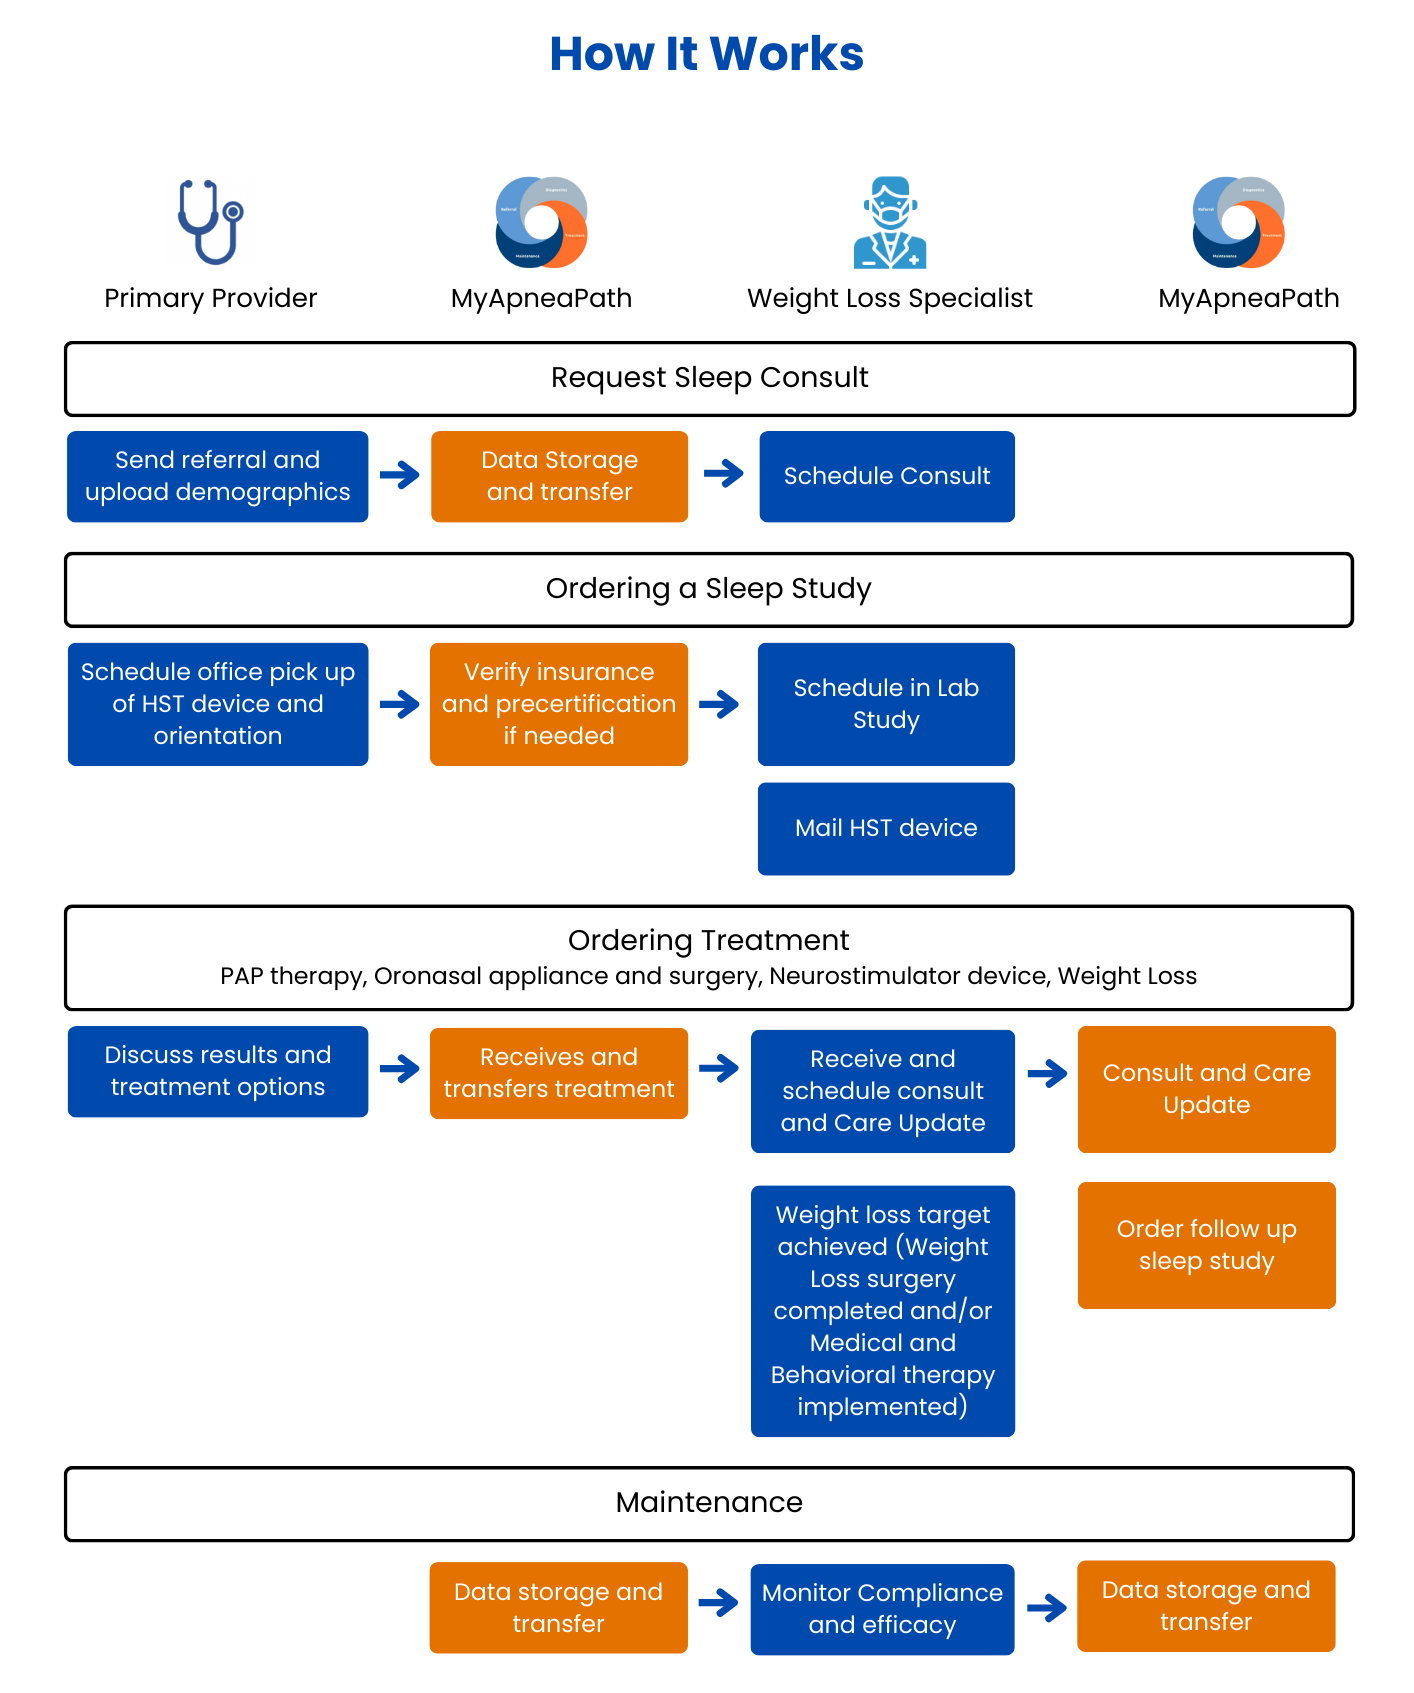 How It Works
Diagnostics
Referral
Treatment
Maintenance
Diagnostics
Referral
Treatment
Maintenance
Primary Provider
MyApneaPath
Weight Loss Specialist
MyApneaPath
Request Sleep Consult
Send referral and
upload demographics
Data Storage
and transfer
Schedule Consult
Ordering a Sleep Study
Schedule office pick up
of HST device and
orientation
Verify insurance
and precertification
if needed
Schedule in Lab
Study
Mail HST device
Ordering Treatment
PAP therapy, Oronasal appliance and surgery, Neurostimulator device, Weight Loss
Discuss results and
treatment options
Receives and
transfers treatment
Receive and
schedule consult
and Care Update
Consult and Care
Update
Weight loss target
achieved (Weight
Loss surgery
completed and/or
Medical and
Behavioral therapy
implemented)
Order follow up
sleep study
Maintenance
Data storage and
transfer
Monitor Compliance
and efficacy
Data storage and
transfer